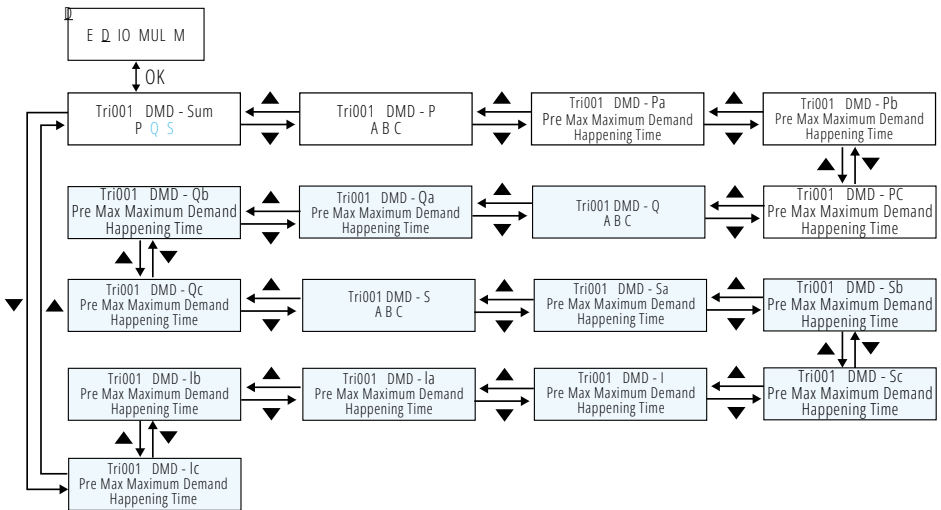 D
E D IO MUL M
OK
Tri001 DMD - Sum
P Q S
Tri001 DMD - P
A B C
Tri001 DMD - Pa
Pre Max Maximum Demand
Happening Time
Tri001 DMD - Pb
Pre Max Maximum Demand
Happening Time
Tri001 DMD - Qb
Pre Max Maximum Demand
Happening Time
Tri001 DMD - Qa
Pre Max Maximum Demand
Happening Time
Tri001 DMD - Q
A B C
Tri001 DMD - PC
Pre Max Maximum Demand
Happening Time
Tri001 DMD - Qc
Pre Max Maximum Demand
Happening Time
Tri001 DMD - S
A B C
Tri001 DMD - Sa
Pre Max Maximum Demand
Happening Time
Tri001 DMD - Sb
Pre Max Maximum Demand
Happening Time
Tri001 DMD - Ib
Pre Max Maximum Demand
Happening Time
Tri001 DMD - Ia
Pre Max Maximum Demand
Happening Time
Tri001 DMD - I
Pre Max Maximum Demand
Happening Time
Tri001 DMD - Sc
Pre Max Maximum Demand
Happening Time
Tri001 DMD - Ic
Pre Max Maximum Demand
Happening Time